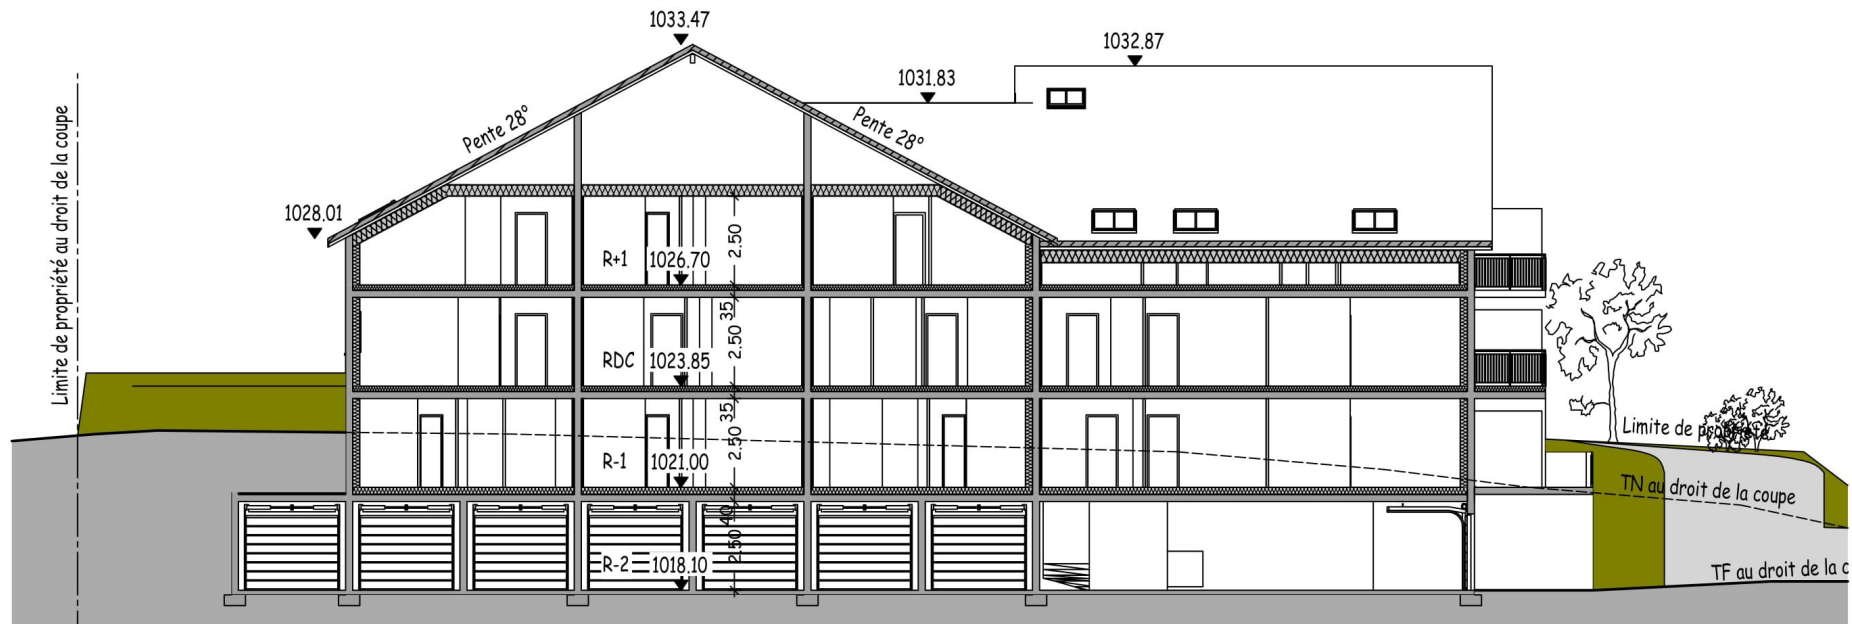 1033.47
1032.87
1031.83
Limite de propriété au droit de la coupe
Pente 28°
Pente 28°
1028.01
2.50
R+1 1026.70
35
2.50
RDC 1023.85
35
2.50
R-1 1021.00
Limite de propriété
TN au droit de la coupe
40
2.50
R-2 1018.10
TF au droit de la c